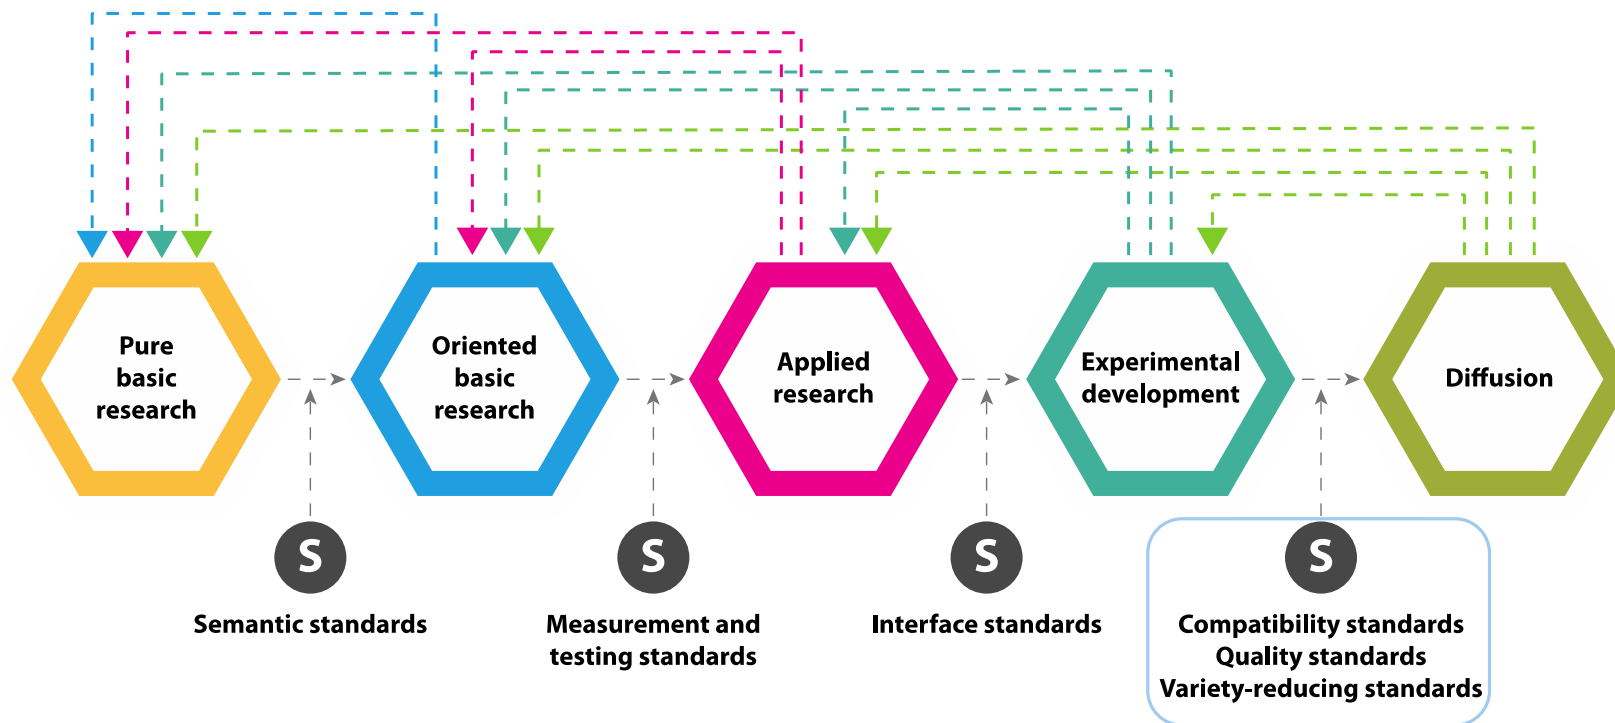 Pure
basic
research
Oriented
basic
research
Applied
research
Experimental
development
Diffusion
S
S
S
S
Semantic standards
Measurement and
testing standards
Interface standards
Compatibility standards
Quality standards
Variety-reducing standards